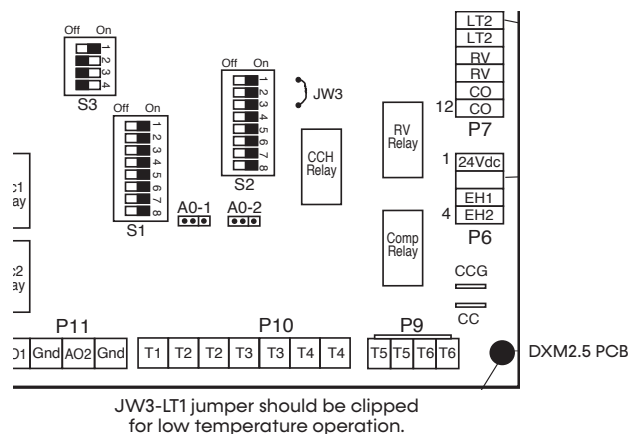 Off On
1
2
3
4
S3
Off On
1
2
3
4
5
6
7
8
S1
Off On
1
2
3
4
5
6
7
8
S2
JW3
A0-1
A0-2
CCH
Relay
RV
Relay
Comp
Relay
LT2
LT2
RV
RV
CO
12 CO
P7
1 24Vdc
EH1
4 EH2
P6
CCG
CC
P11
Gnd AO2 Gnd
P10
T1 T2 T2 T3 T3 T4 T4
P9
T5 T5 T6 T6
DXM2.5 PCB
JW3-LT1 jumper should be clipped
for low temperature operation.